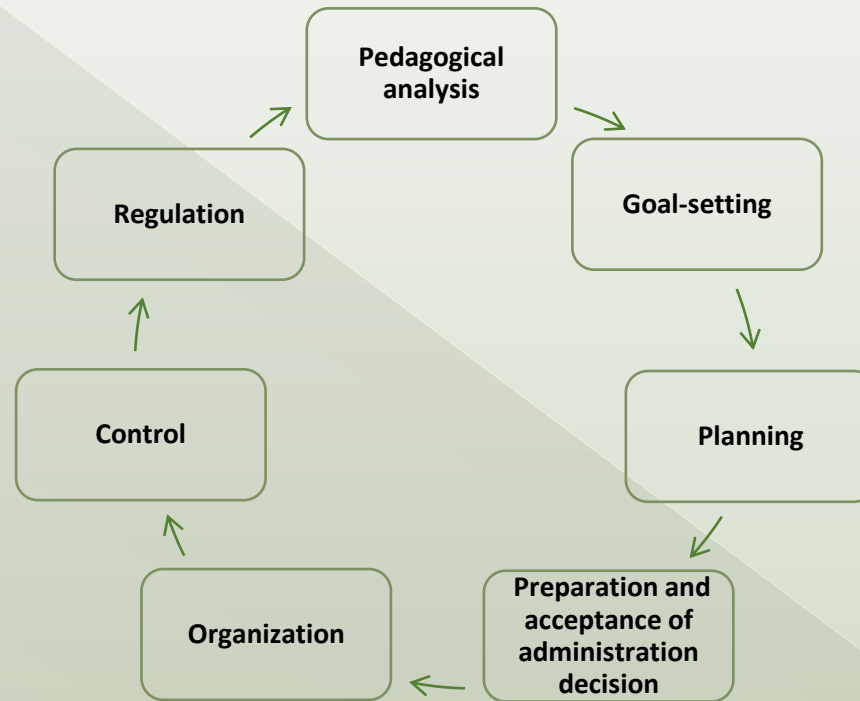 Pedagogical
analysis
Goal-setting
Planning
Preparation and
acceptance of
administration
decision
Organization
Control
Regulation